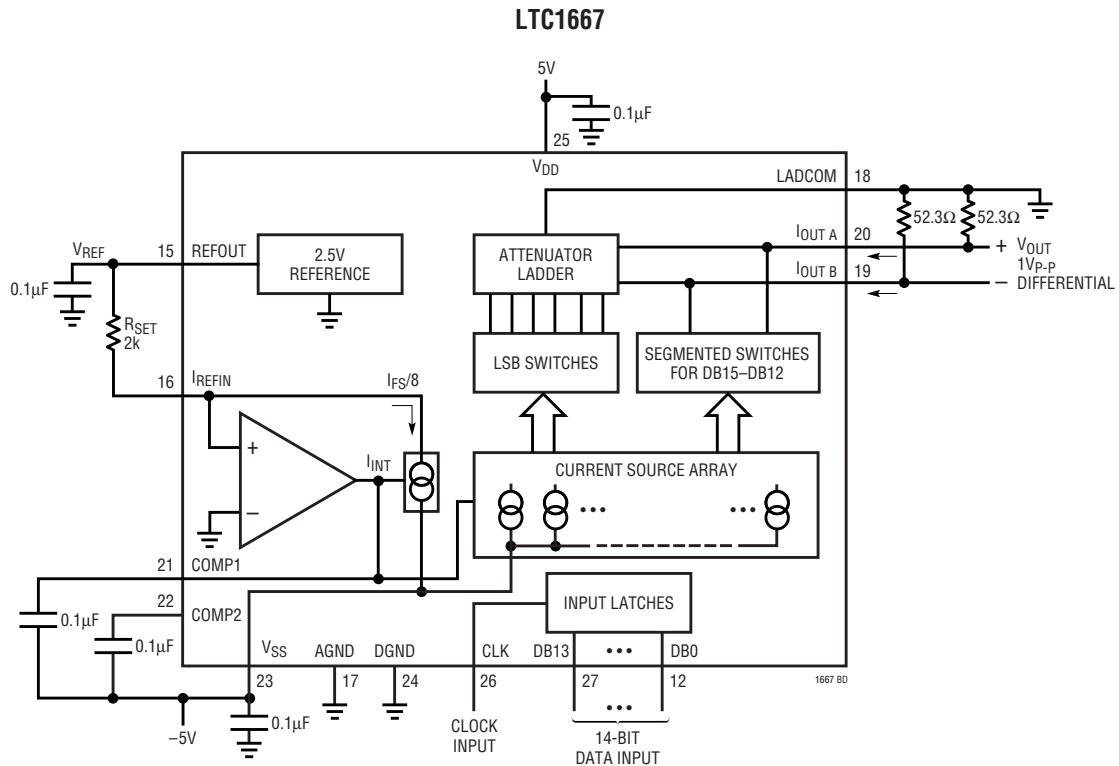 LTC1667
5V
0.1µF
25
VDD
LADCOM
18
52.3Ω
52.3Ω
VREF
15
REFOUT
2.5V
REFERENCE
ATTENUATOR
LADDER
IOUT A
20
+
VOUT
1VP-P
DIFFERENTIAL
IOUT B
19
–
0.1µF
RSET
2k
LSB SWITCHES
SEGMENTED SWITCHES
FOR DB15–DB12
16
IREFIN
IFS/8
+
–
IINT
CURRENT SOURCE ARRAY
•••
•••
21
COMP1
0.1µF
22
COMP2
0.1µF
INPUT LATCHES
VSS
AGND
DGND
CLK
DB13
•••
DB0
23
17
24
26
27
12
1667 BD
–5V
0.1µF
CLOCK
INPUT
•••
14-BIT
DATA INPUT